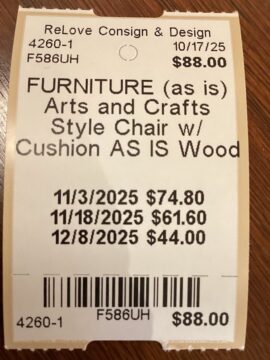 ReLove Consign & Design
4260-1 10/17/25
F586UH $88.00
FURNITURE (as is)
Arts and Crafts
Style Chair w/
Cushion AS IS Wood
11/3/2025 $74.80
11/18/2025 $61.60
12/8/2025 $44.00
F586UH
4260-1 $88.00